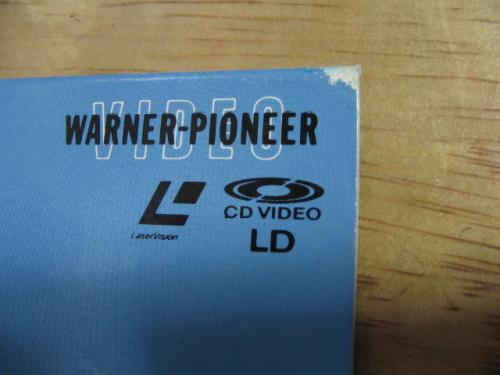 VIDEO
WARNER-PIONEER
LaserVision
CD VIDEO
LD